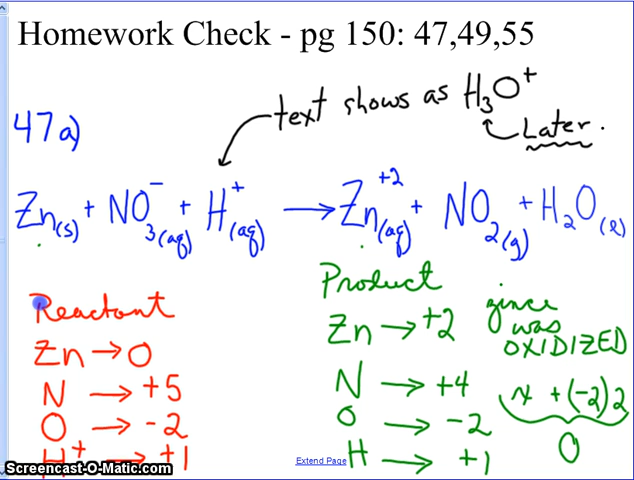 Homework Check - pg 150: 47,49,55
text shows as H₃O⁺
Later.
47 a)
Zn(s) + NO₃⁻(aq) + H⁺(aq) → Zn⁺²(aq) + NO₂(g) + H₂O(l)
Reactant
Zn → 0
N → +5
O → -2
H⁺ → +1
Product
Zn → +2
N → +4
O → -2
H → +1
zinc
was
OXIDIZED
x + (-2)2
0
Extend Page
Screencast-O-Matic.com